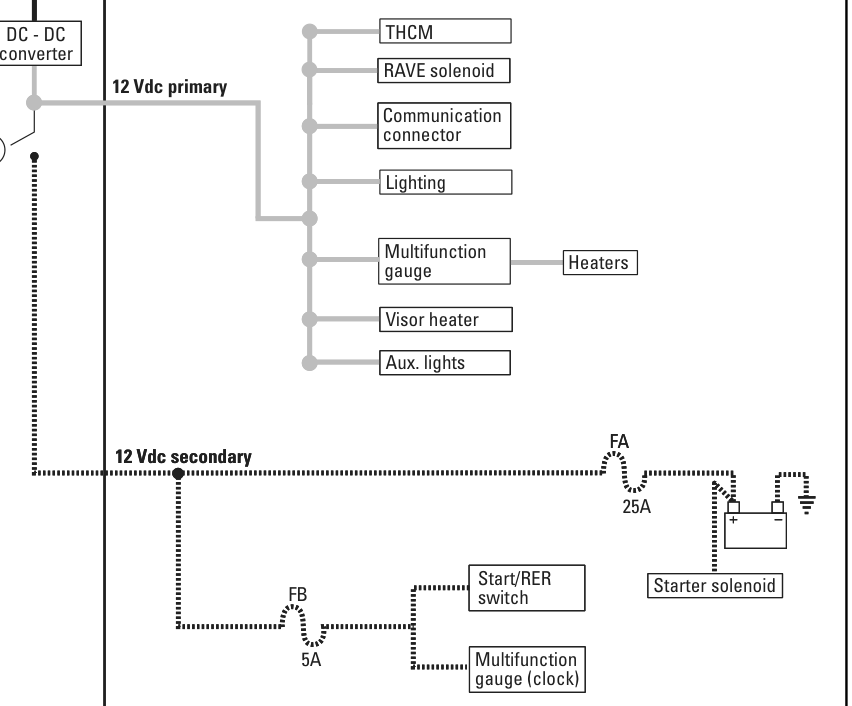 DC - DC
converter
12 Vdc primary
THCM
RAVE solenoid
Communication
connector
Lighting
Multifunction
gauge
Heaters
Visor heater
Aux. lights
12 Vdc secondary
FA
25A
+ −
Starter solenoid
FB
5A
Start/RER
switch
Multifunction
gauge (clock)